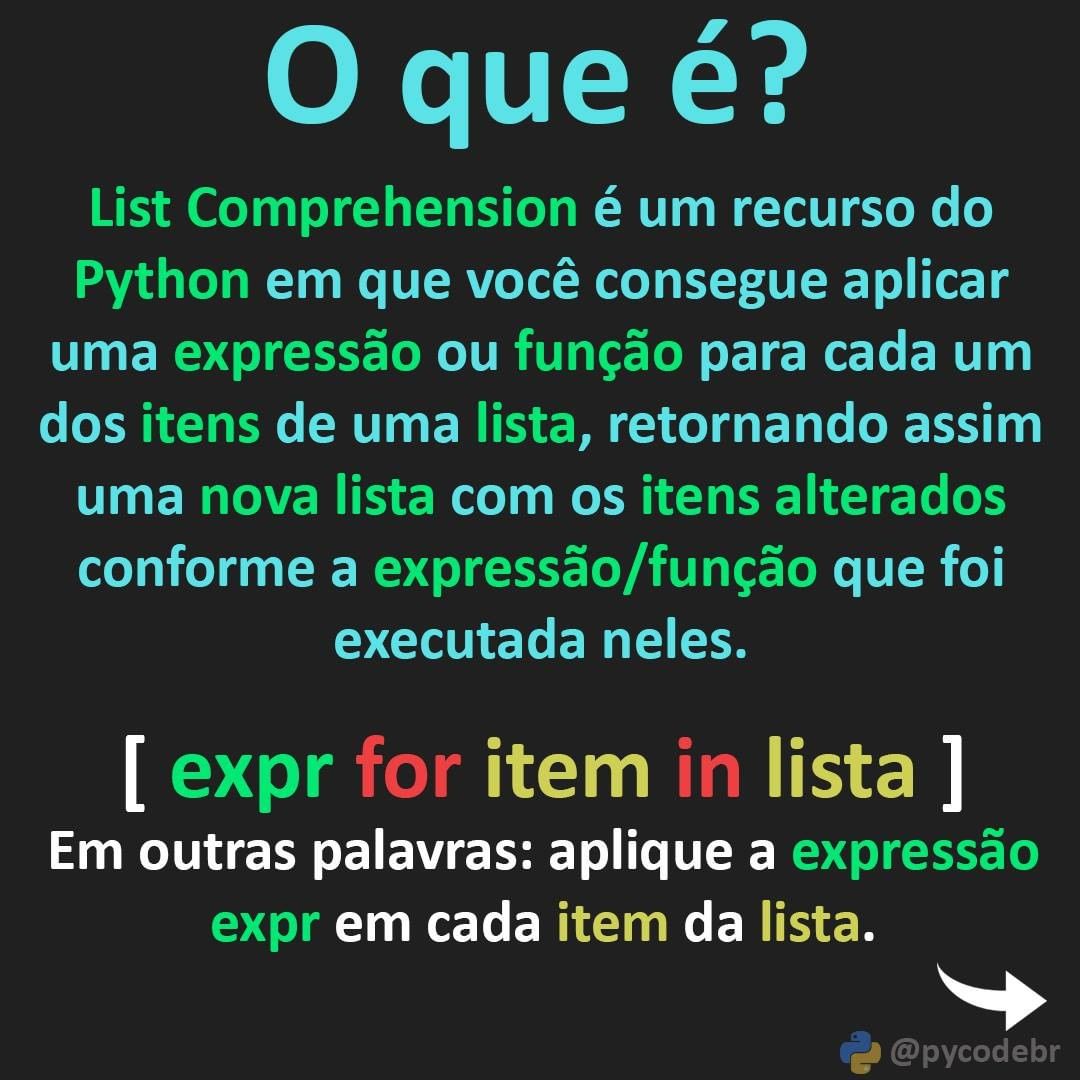 O que é?
List Comprehension é um recurso do
Python em que você consegue aplicar
uma expressão ou função para cada um
dos itens de uma lista, retornando assim
uma nova lista com os itens alterados
conforme a expressão/função que foi
executada neles.
[ expr for item in lista ]
Em outras palavras: aplique a expressão
expr em cada item da lista.
@pycodebr